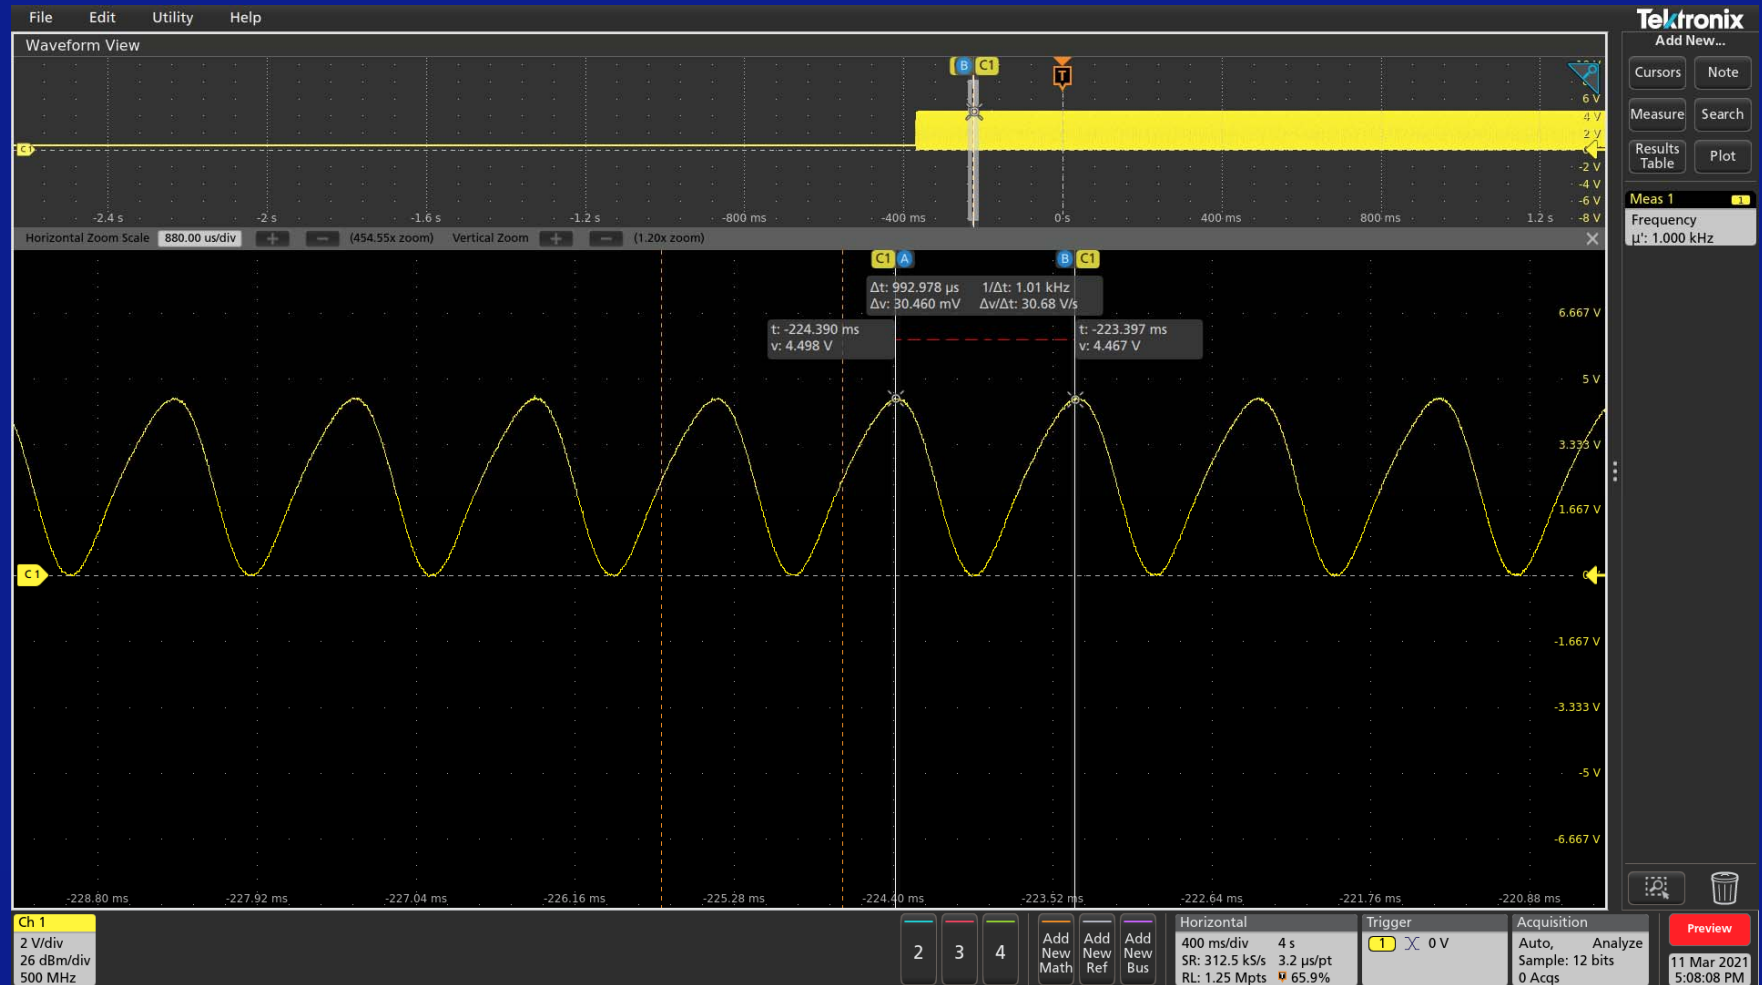 File Edit Utility Help
Tektronix
Waveform View
Add New...
B C1
T
Cursors Note
Measure Search
Results Table Plot
6 V
4 V
2 V
-2 V
-4 V
-6 V
-8 V
C1
-2.4 s -2 s -1.6 s -1.2 s -800 ms -400 ms 0 s 400 ms 800 ms 1.2 s
Meas 1 1
Frequency
µ': 1.000 kHz
Horizontal Zoom Scale 880.00 us/div + - (454.55x zoom) Vertical Zoom + - (1.20x zoom)
C1 A B C1
Δt: 992.978 µs 1/Δt: 1.01 kHz
Δv: 30.460 mV Δv/Δt: 30.68 V/s
t: -224.390 ms
v: 4.498 V
t: -223.397 ms
v: 4.467 V
6.667 V
5 V
3.333 V
1.667 V
C1
-1.667 V
-3.333 V
-5 V
-6.667 V
-228.80 ms -227.92 ms -227.04 ms -226.16 ms -225.28 ms -224.40 ms -223.52 ms -222.64 ms -221.76 ms -220.88 ms
Ch 1
2 V/div
26 dBm/div
500 MHz
2 3 4
Add New Math
Add New Ref
Add New Bus
Horizontal
400 ms/div 4 s
SR: 312.5 kS/s 3.2 µs/pt
RL: 1.25 Mpts 65.9%
Trigger
1 0 V
Acquisition
Auto, Analyze
Sample: 12 bits
0 Acqs
Preview
11 Mar 2021
5:08:08 PM